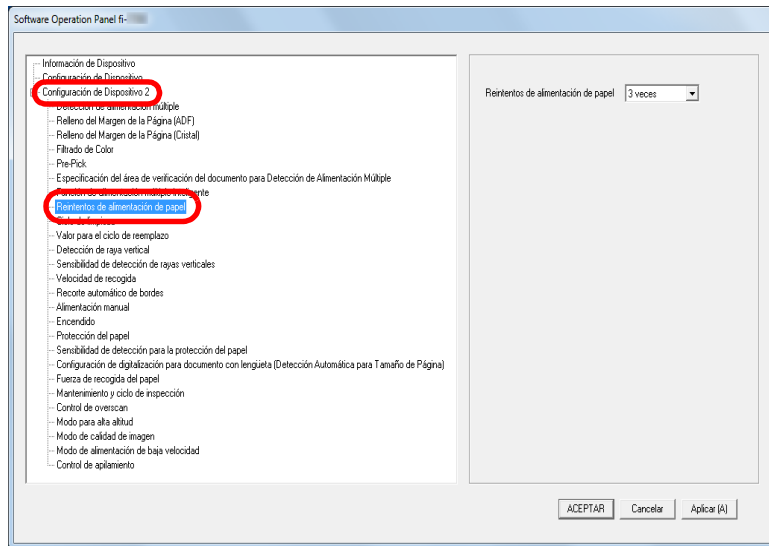 Software Operation Panel fi-
Información de Dispositivo
Configuración de Dispositivo
Configuración de Dispositivo 2
Detección de alimentación múltiple
Relleno del Margen de la Página (ADF)
Relleno del Margen de la Página (Cristal)
Filtrado de Color
Pre-Pick
Especificación del área de verificación del documento para Detección de Alimentación Múltiple
Función de alimentación múltiple inteligente
Reintentos de alimentación de papel
Ciclo de limpieza
Valor para el ciclo de reemplazo
Detección de raya vertical
Sensibilidad de detección de rayas verticales
Velocidad de recogida
Recorte automático de bordes
Alimentación manual
Encendido
Protección del papel
Sensibilidad de detección para la protección del papel
Configuración de digitalización para documento con lengüeta (Detección Automática para Tamaño de Página)
Fuerza de recogida del papel
Mantenimiento y ciclo de inspección
Control de overscan
Modo para alta altitud
Modo de calidad de imagen
Modo de alimentación de baja velocidad
Control de apilamiento
Reintentos de alimentación de papel 3 veces
ACEPTAR Cancelar Aplicar (A)